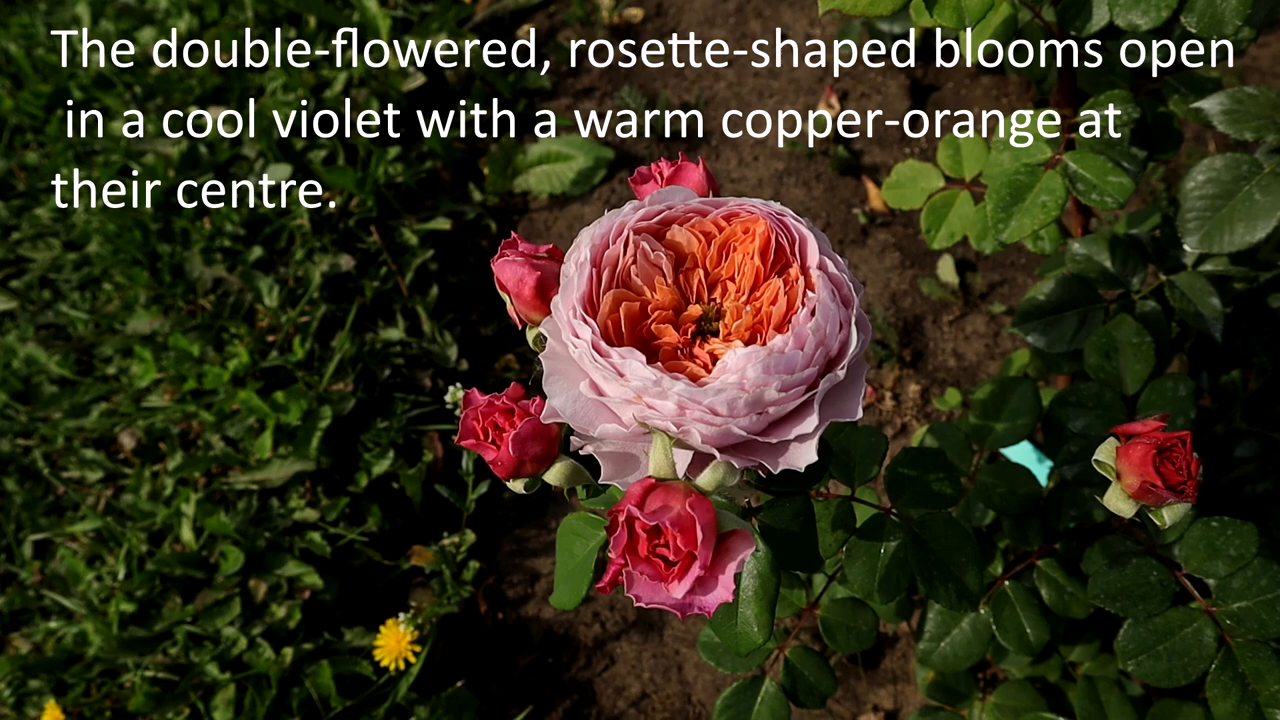 The double-flowered, rosette-shaped blooms open
in a cool violet with a warm copper-orange at
their centre.